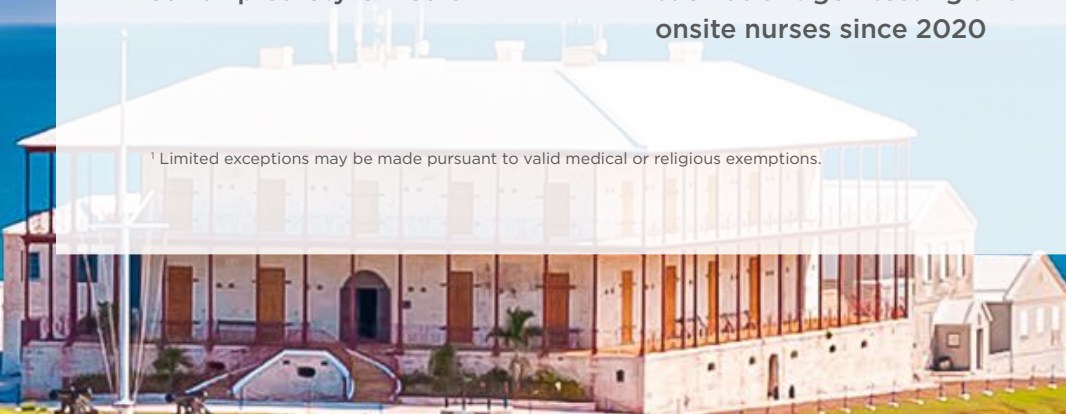 onsite nurses since 2020
¹ Limited exceptions may be made pursuant to valid medical or religious exemptions.